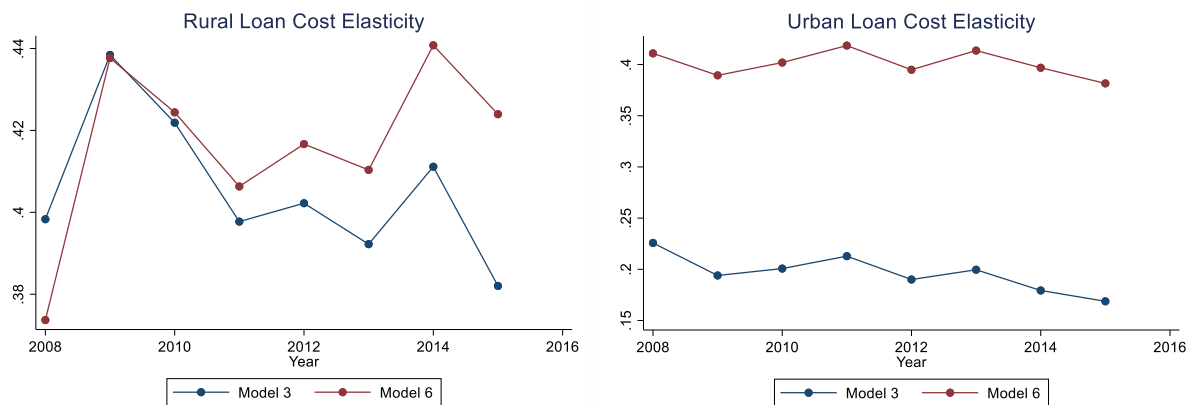 Rural Loan Cost Elasticity
.44
.42
.4
.38
2008 2010 2012 2014 2016
Year
Model 3 Model 6
Urban Loan Cost Elasticity
.4
.35
.3
.25
.2
.15
2008 2010 2012 2014 2016
Year
Model 3 Model 6